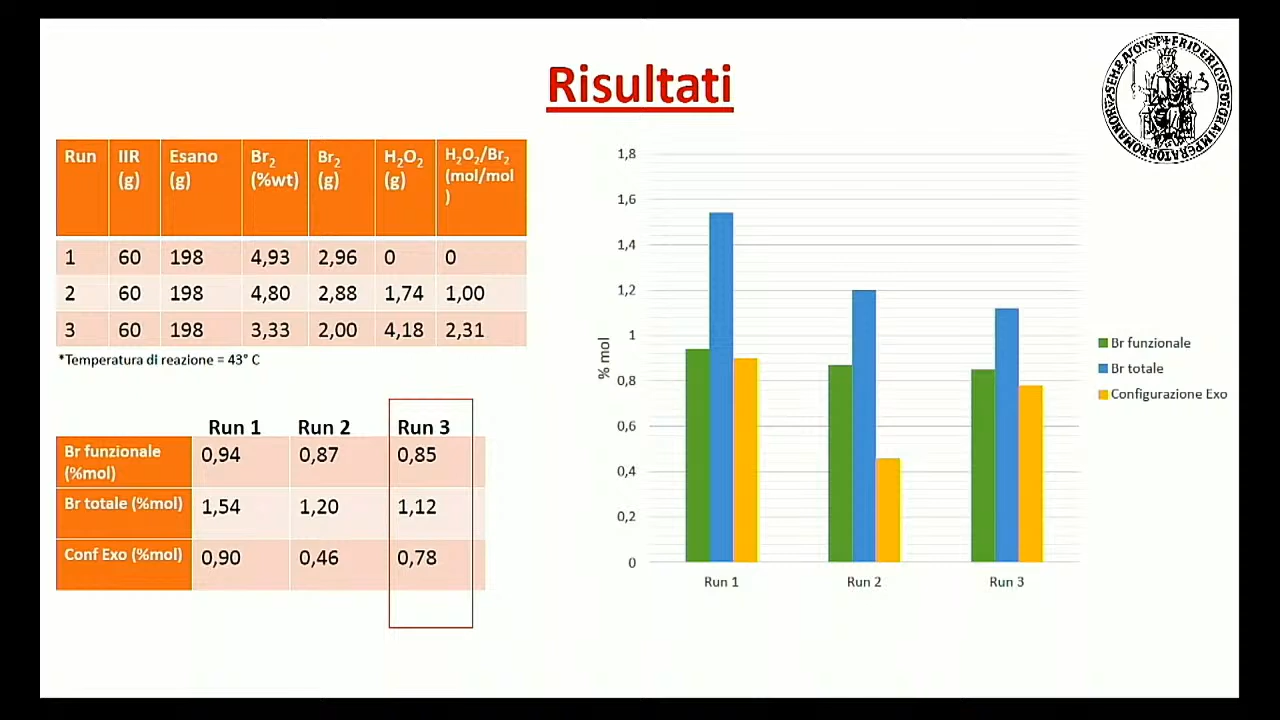 Risultati
Run IIR (g) Esano (g) Br2 (%wt) Br2 (g) H2O2 (g) H2O2/Br2 (mol/mol)
1 60 198 4,93 2,96 0 0
2 60 198 4,80 2,88 1,74 1,00
3 60 198 3,33 2,00 4,18 2,31
*Temperatura di reazione = 43° C
Run 1 Run 2 Run 3
Br funzionale (%mol) 0,94 0,87 0,85
Br totale (%mol) 1,54 1,20 1,12
Conf Exo (%mol) 0,90 0,46 0,78
% mol
1,8
1,6
1,4
1,2
1
0,8
0,6
0,4
0,2
0
Run 1 Run 2 Run 3
Br funzionale
Br totale
Configurazione Exo